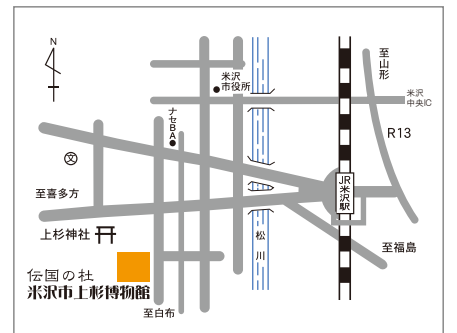 N
至山形
米沢
市役所
米沢
中央IC
ナセBA
R13
文
至喜多方
JR米沢駅
上杉神社
松川
至福島
伝国の杜
米沢市上杉博物館
至白布